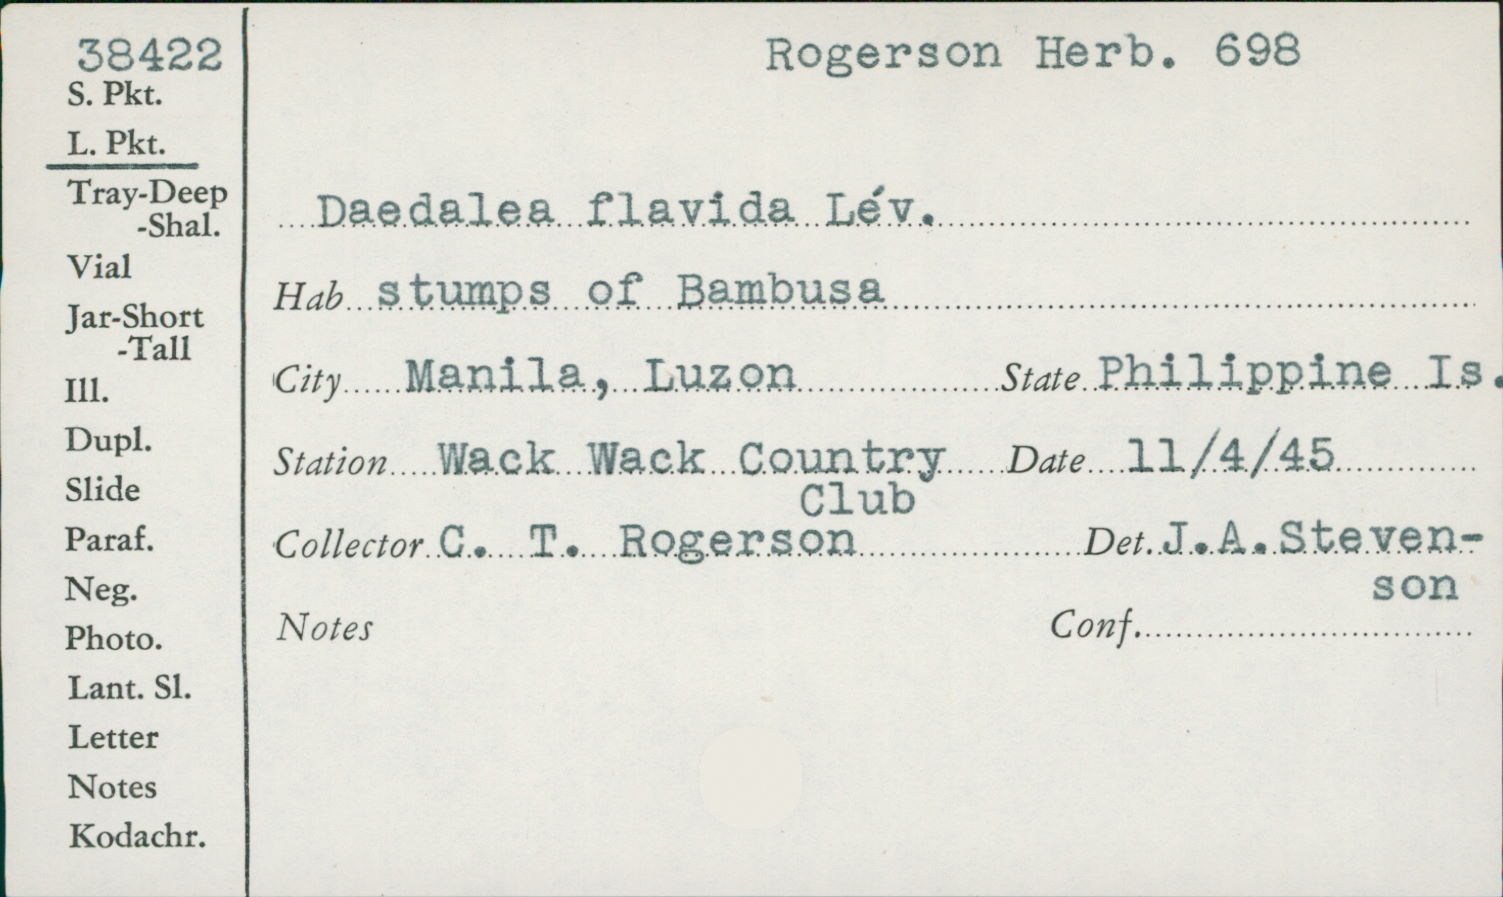 38422
S. Pkt.
L. Pkt.
Tray-Deep
-Shal.
Vial
Jar-Short
-Tall
Ill.
Dupl.
Slide
Paraf.
Neg.
Photo.
Lant. Sl.
Letter
Notes
Kodachr.
Rogerson Herb. 698
Daedalea flavida Lév.
Hab stumps of Bambusa
City Manila, Luzon State Philippine Is.
Station Wack Wack Country Date 11/4/45
Club
Collector C. T. Rogerson Det. J.A.Steven-
son
Notes Conf.